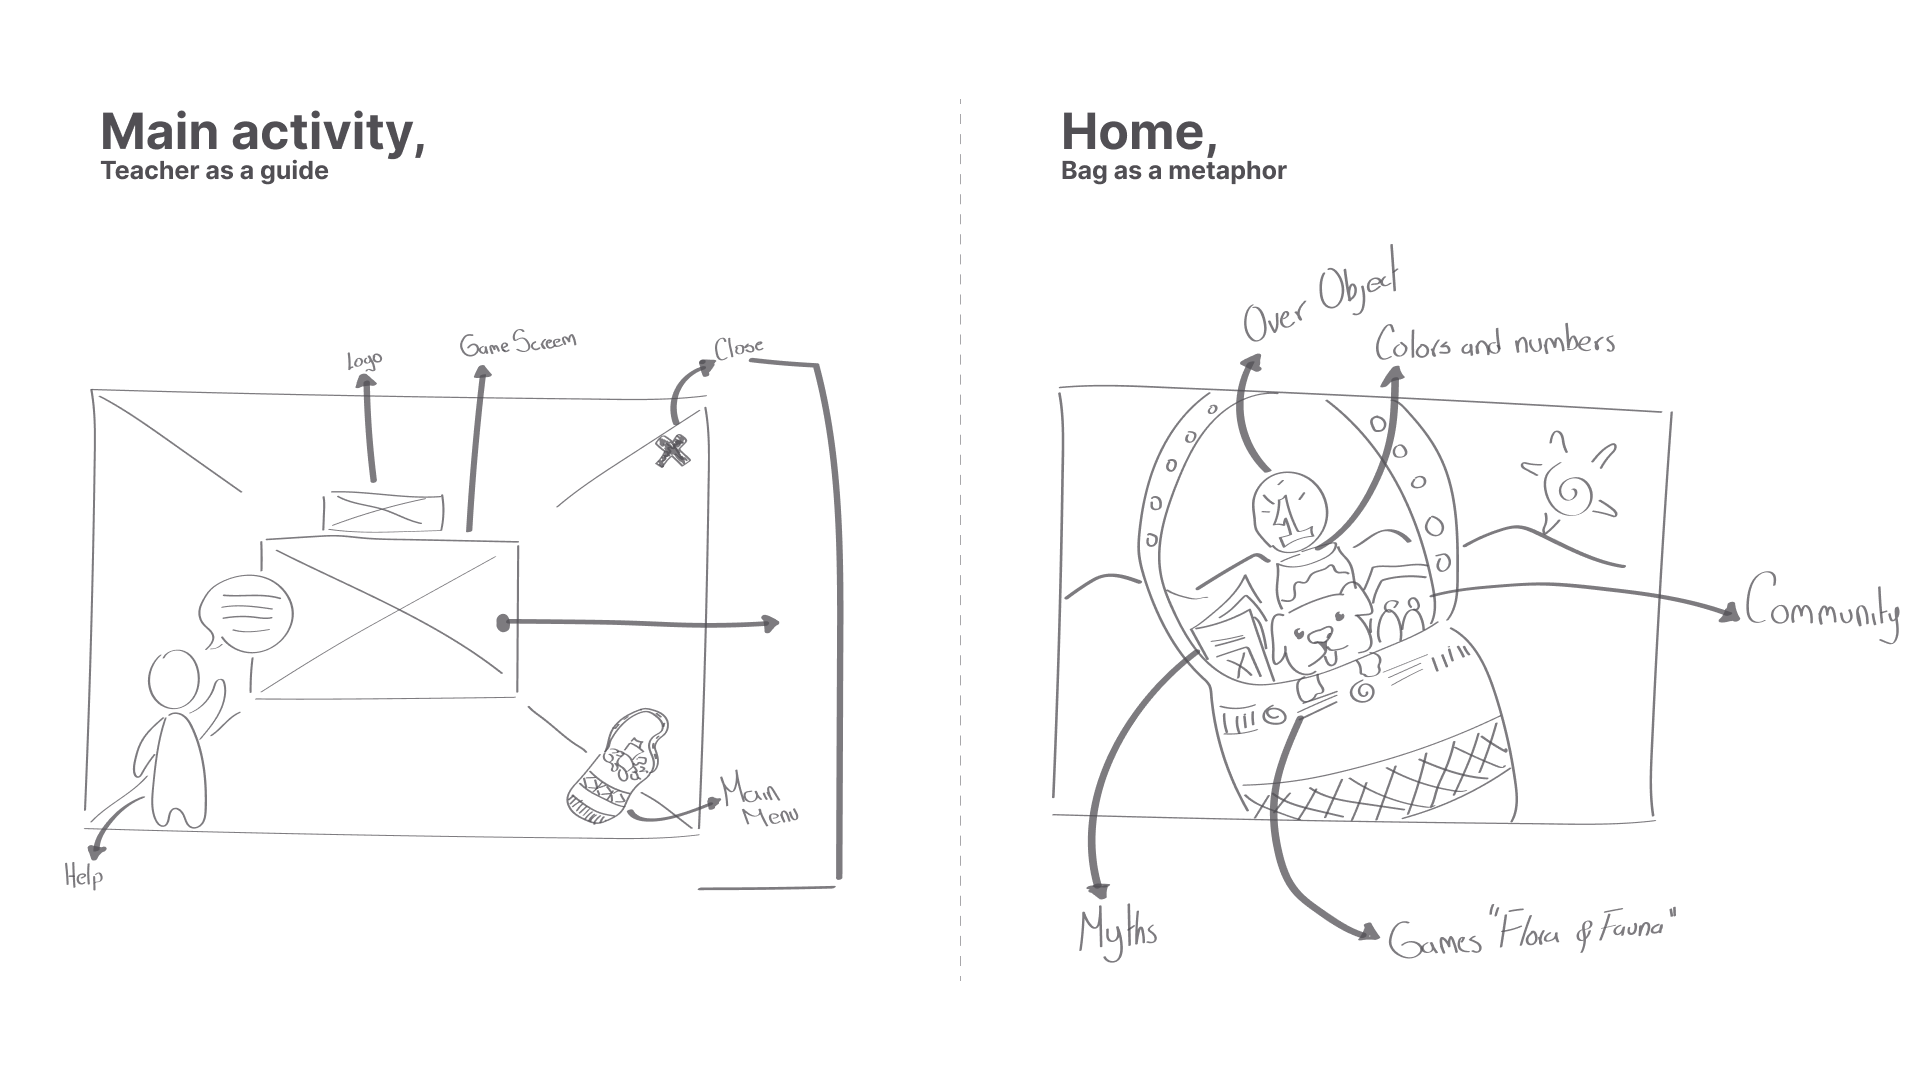 Main activity,
Teacher as a guide
Logo
Game Screem
Close
Main
Menu
Help
Home,
Bag as a metaphor
Over Object
Colors and numbers
1
Community
Myths
Games "Flora & Fauna"